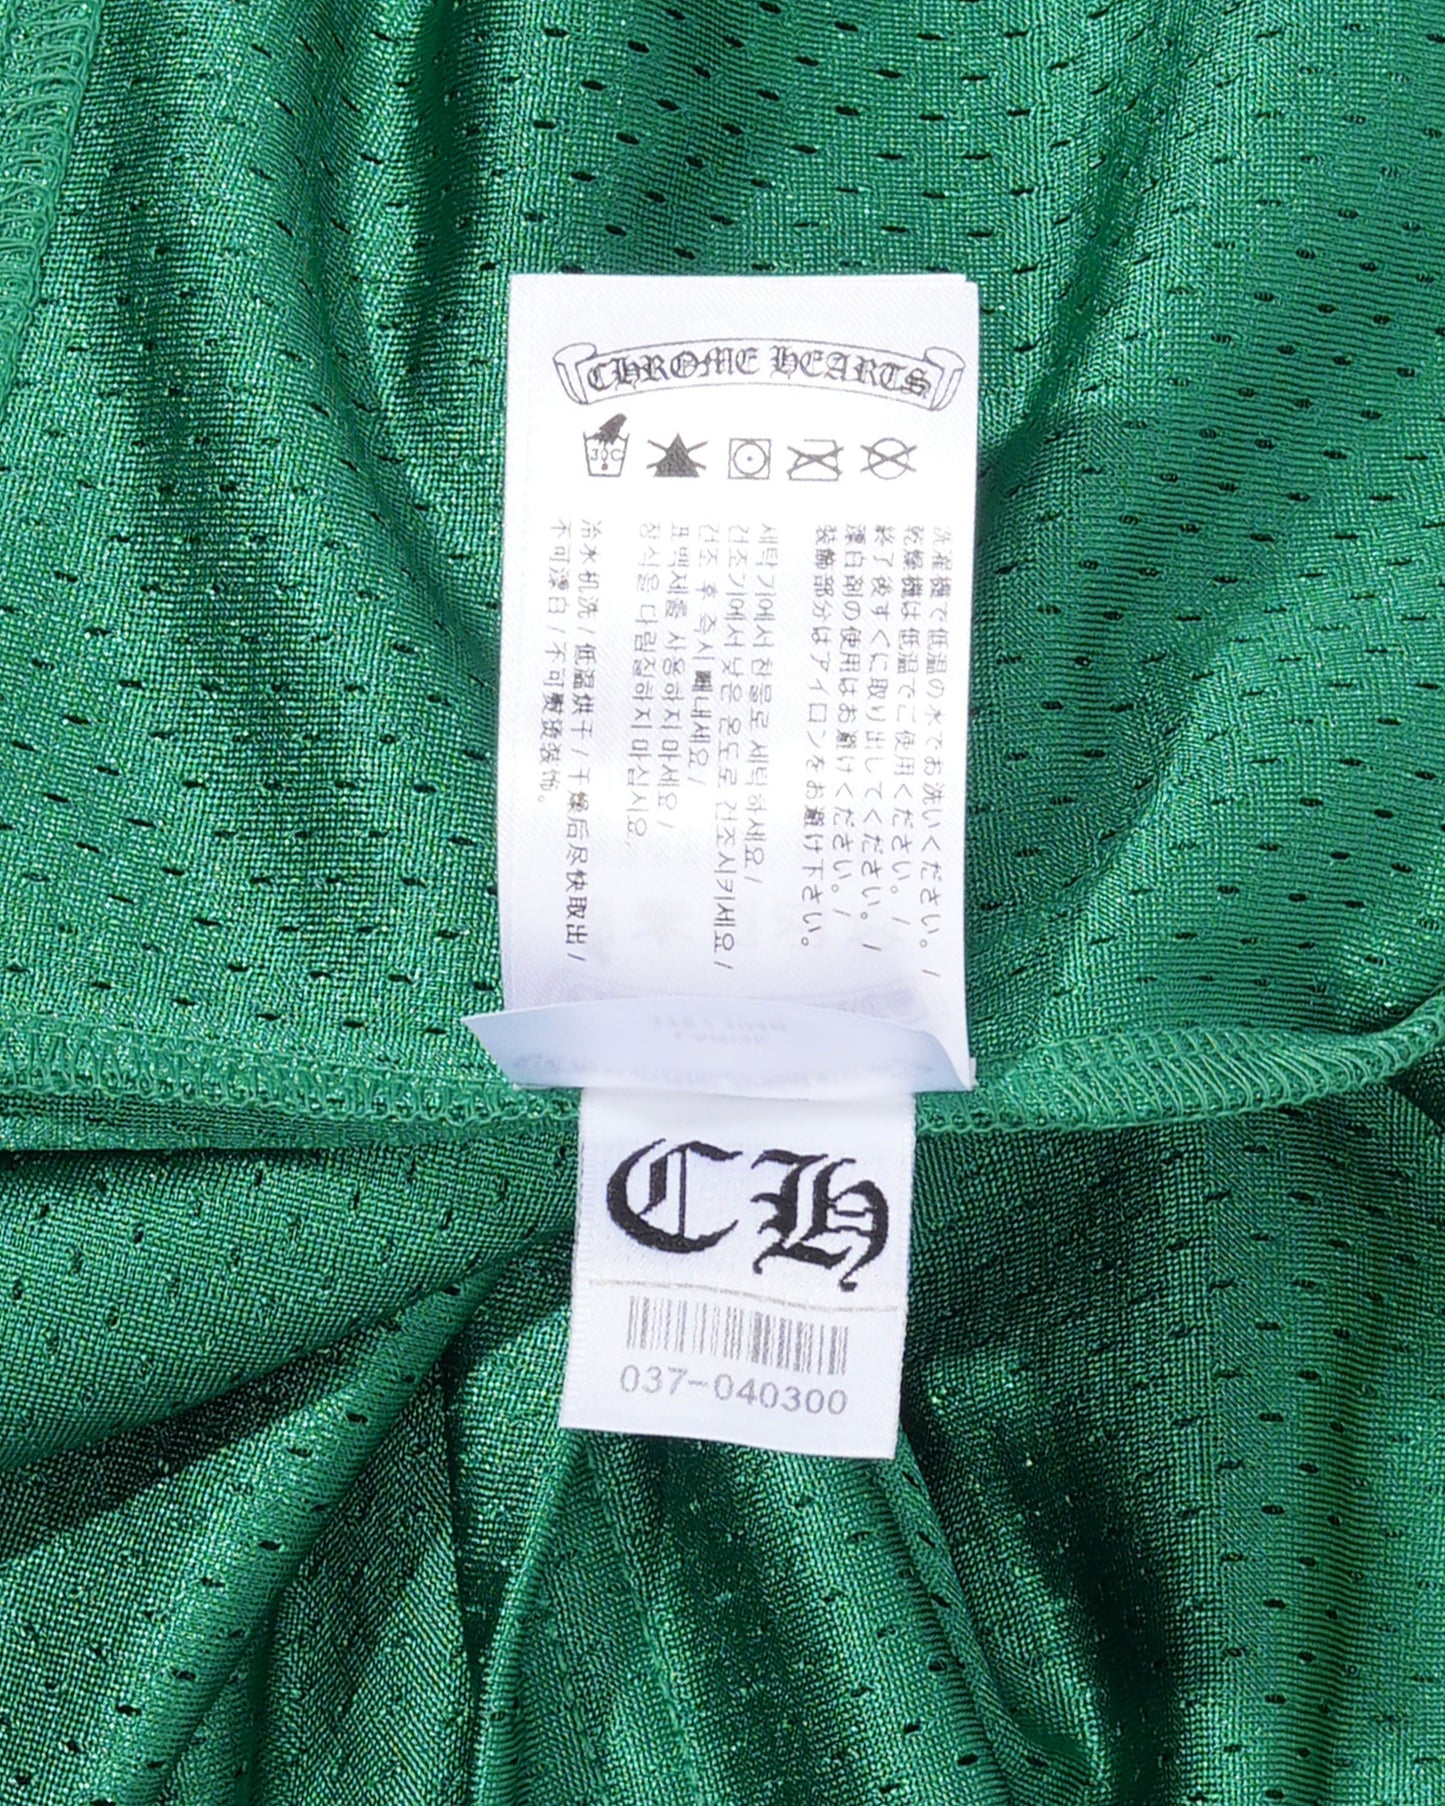 CHROME HEARTS
30C
洗濯機で低温の水でお洗いください。 /
乾燥機は低温でご使用ください。 /
終了後すぐに取り出してください。 /
漂白剤の使用はお避けください。 /
装飾部分はアイロンをお避け下さい。
세탁기에서 찬물로 세탁하세요 /
건조기에서 낮은 온도로 건조시키세요 /
건조 후 즉시 빼내세요 /
표백제를 사용하지 마세요 /
장식을 다림질하지 마십시요.
冷水机洗 / 低温烘干 / 干燥后尽快取出 /
不可漂白 / 不可熨烫装饰。
CH
037-040300